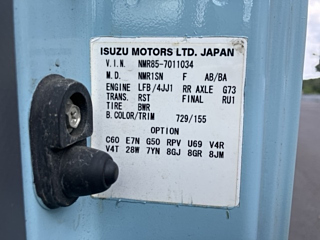 ISUZU MOTORS LTD. JAPAN
V.I.N. NMR85-7011034
M.D. NMR1SN F AB/BA
ENGINE LFB/4JJ1 RR AXLE G73
TRANS. RST FINAL RU1
TIRE BWR
B.COLOR/TRIM 729/155
OPTION
C60 E7N G50 RPV U69 V4R
V4T 28W 7YN 8GJ 8GR 8JM